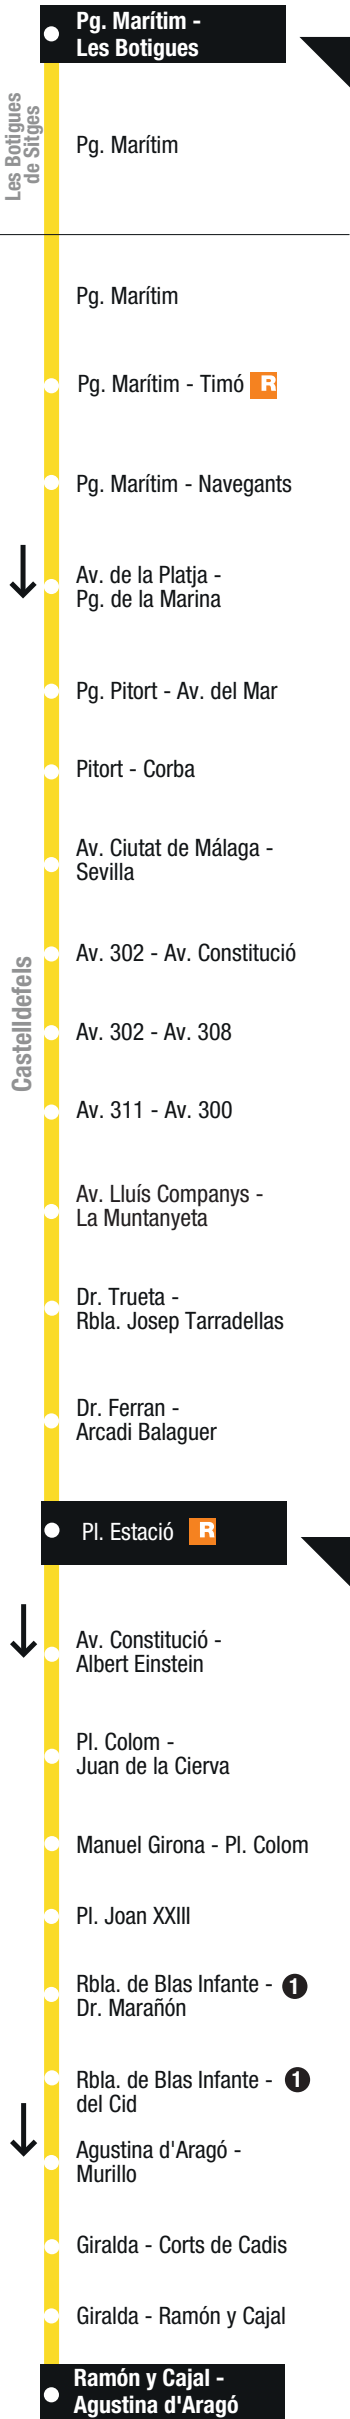 Pg. Marítim -
Les Botigues
Les Botigues
de Sitges
Pg. Marítim
Pg. Marítim
Pg. Marítim - Timó R
Pg. Marítim - Navegants
Av. de la Platja -
Pg. de la Marina
Pg. Pitort - Av. del Mar
Pitort - Corba
Av. Ciutat de Málaga -
Sevilla
Castelldefels
Av. 302 - Av. Constitució
Av. 302 - Av. 308
Av. 311 - Av. 300
Av. Lluís Companys -
La Muntanyeta
Dr. Trueta -
Rbla. Josep Tarradellas
Dr. Ferran -
Arcadi Balaguer
Pl. Estació R
Av. Constitució -
Albert Einstein
Pl. Colom -
Juan de la Cierva
Manuel Girona - Pl. Colom
Pl. Joan XXIII
Rbla. de Blas Infante - 1
Dr. Marañón
Rbla. de Blas Infante - 1
del Cid
Agustina d'Aragó -
Murillo
Giralda - Corts de Cadis
Giralda - Ramón y Cajal
Ramón y Cajal -
Agustina d'Aragó